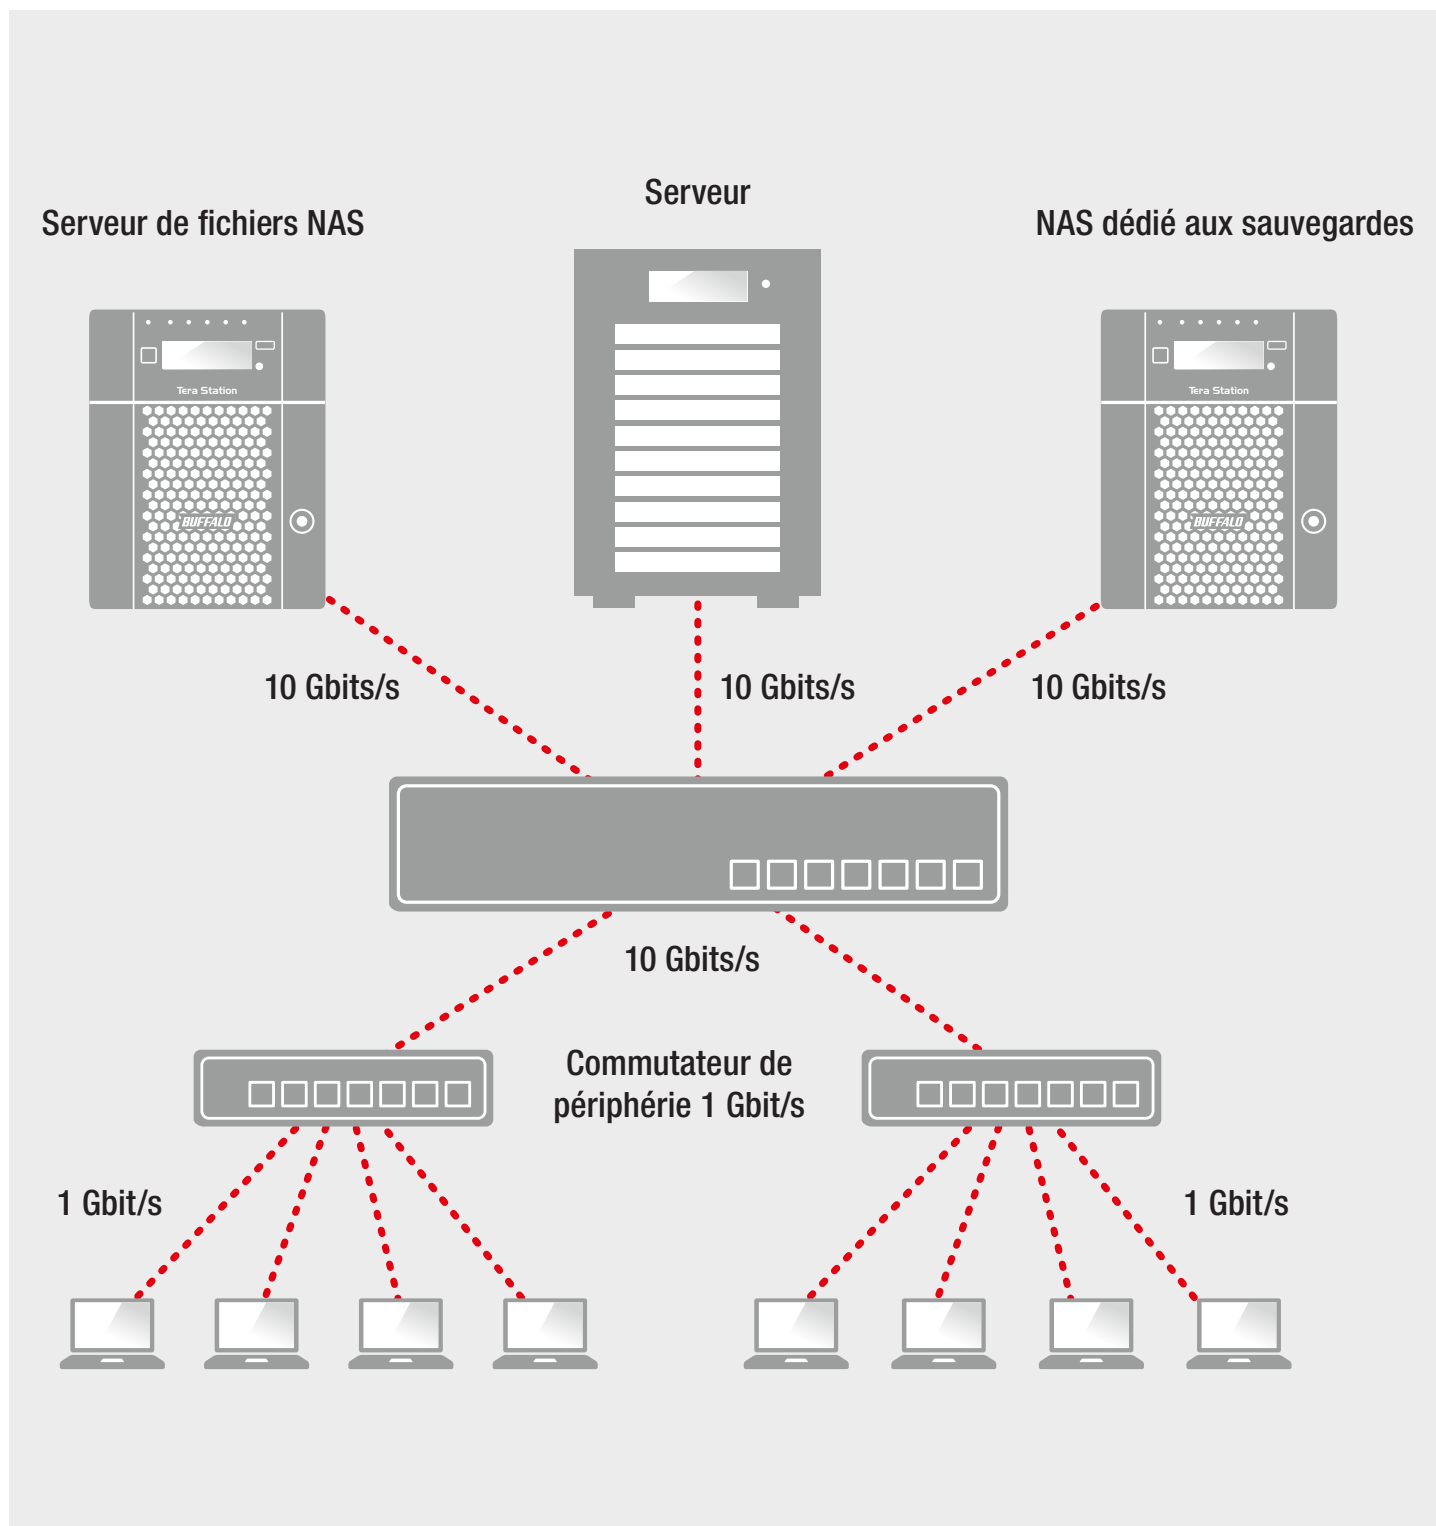 Serveur
Serveur de fichiers NAS
NAS dédié aux sauvegardes
Tera Station
Tera Station
BUFFALO
BUFFALO
10 Gbits/s
10 Gbits/s
10 Gbits/s
10 Gbits/s
Commutateur de
périphérie 1 Gbit/s
1 Gbit/s
1 Gbit/s